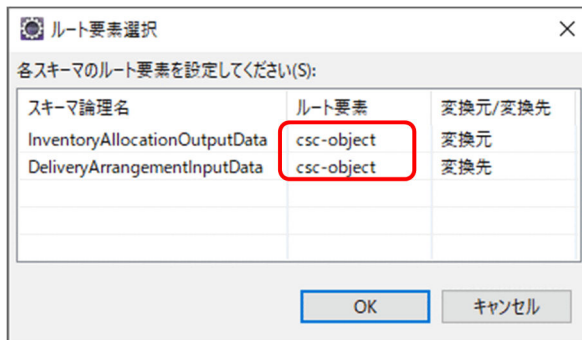 ルート要素選択
各スキーマのルート要素を設定してください(S):
スキーマ論理名 ルート要素 変換元/変換先
InventoryAllocationOutputData csc-object 変換元
DeliveryArrangementInputData csc-object 変換先
OK キャンセル